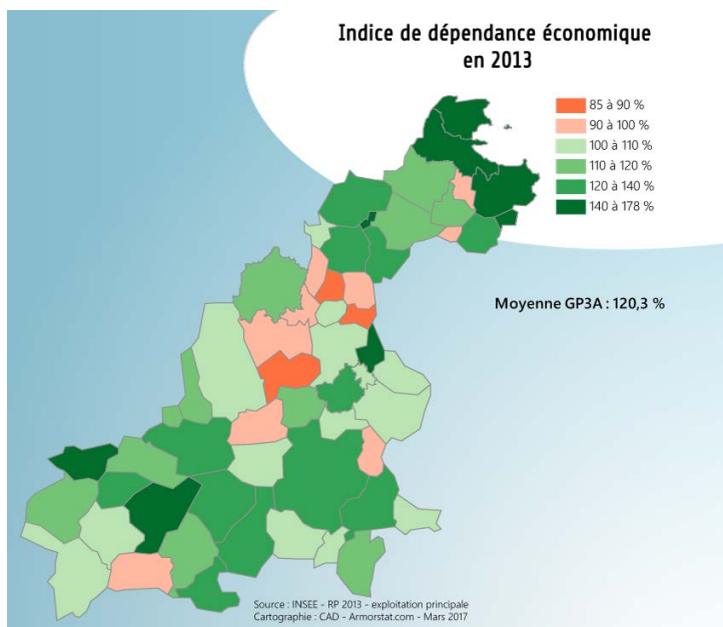 Indice de dépendance économique
en 2013
85 à 90 %
90 à 100 %
100 à 110 %
110 à 120 %
120 à 140 %
140 à 178 %
Moyenne GP3A : 120,3 %
Source : INSEE - RP 2013 - exploitation principale
Cartographie : CAD - Armorstat.com - Mars 2017